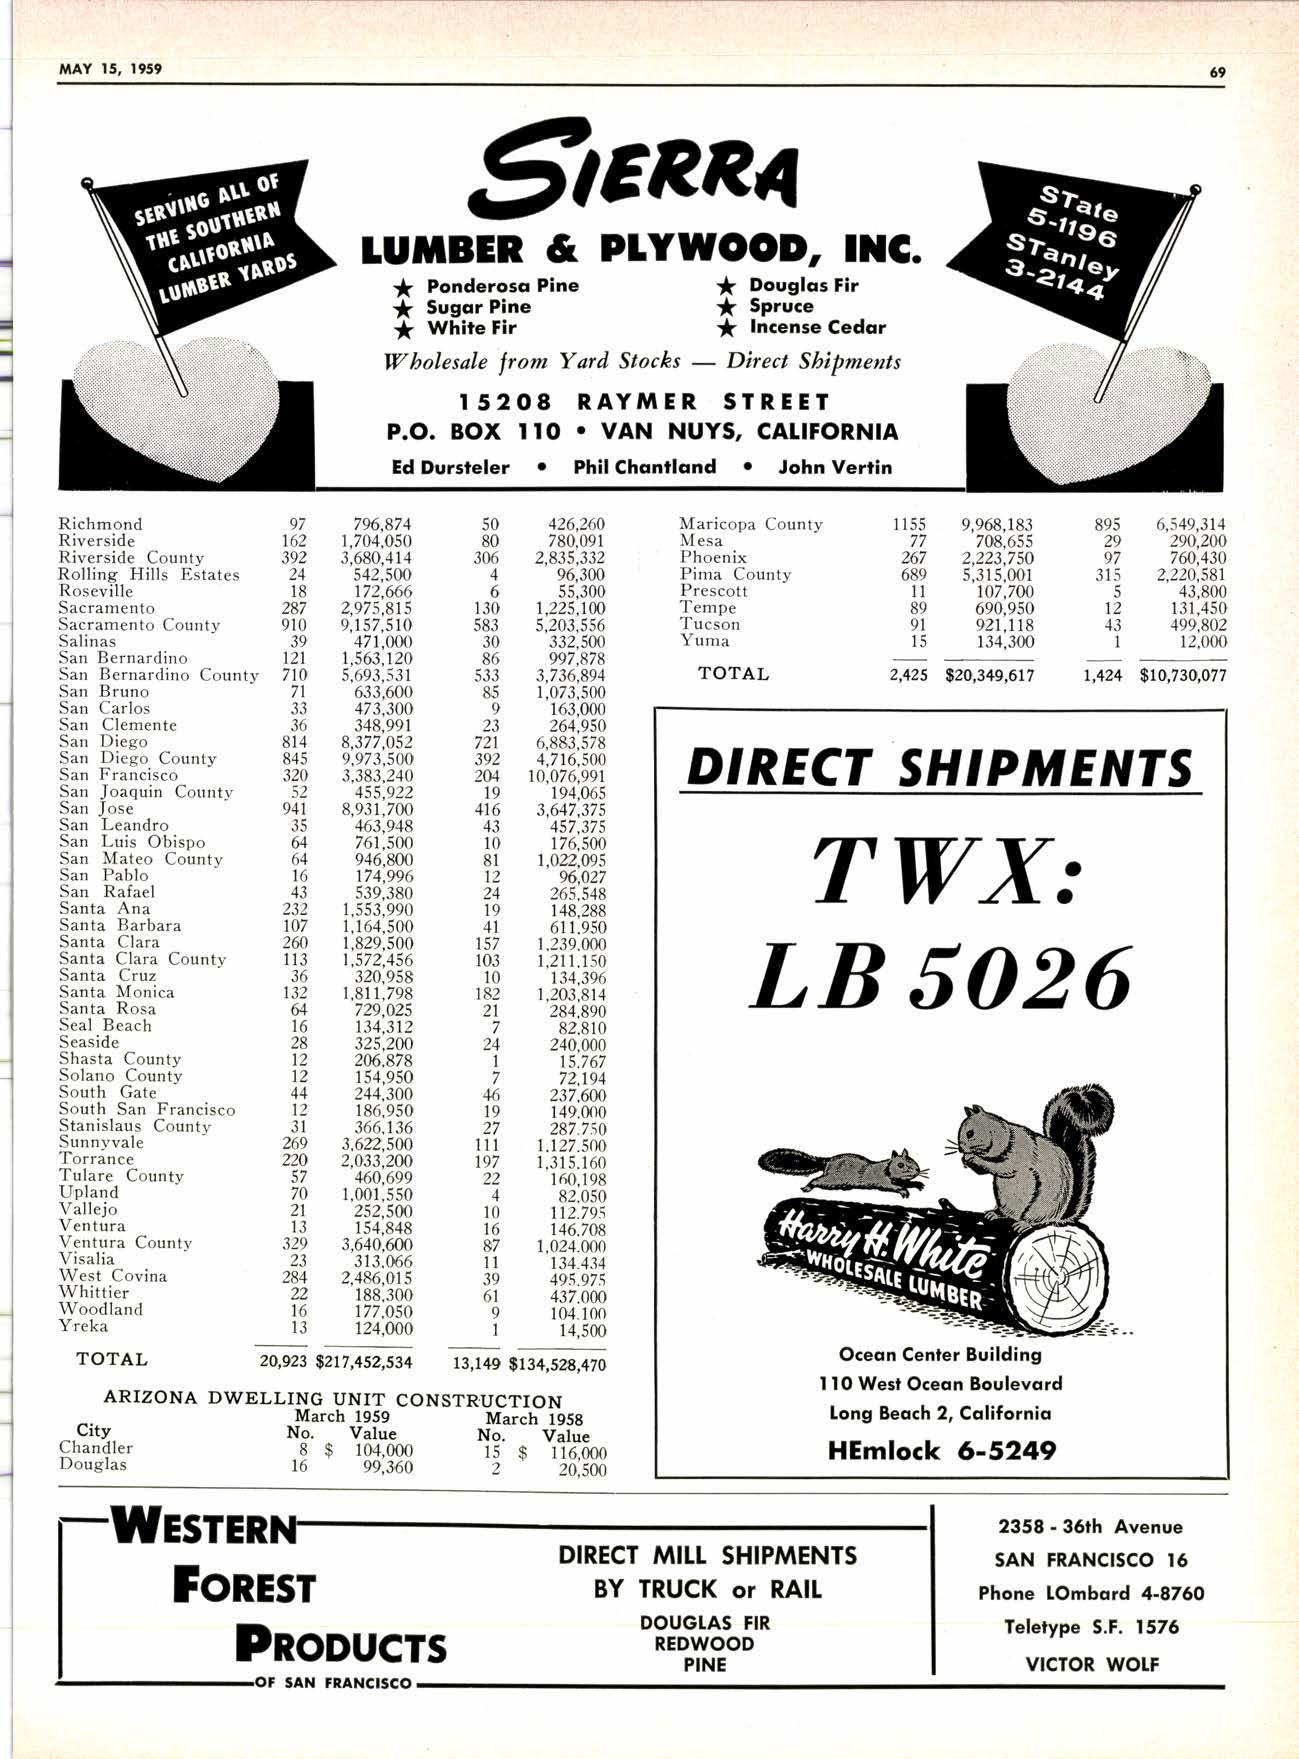 MAY 15, 1959
69
SERVING ALL OF
THE SOUTHERN
CALIFORNIA
LUMBER YARDS
SIERRA
LUMBER & PLYWOOD, INC.
★ Ponderosa Pine
★ Sugar Pine
★ White Fir
★ Douglas Fir
★ Spruce
★ Incense Cedar
STate
5-1196
STanley
3-2144
Wholesale from Yard Stocks — Direct Shipments
15208 RAYMER STREET
P.O. BOX 110 • VAN NUYS, CALIFORNIA
Ed Dursteler • Phil Chantland • John Vertin
Richmond 97 796,874 50 426,260
Riverside 162 1,704,050 80 780,091
Riverside County 392 3,680,414 306 2,835,332
Rolling Hills Estates 24 542,500 4 96,300
Roseville 18 172,666 6 55,300
Sacramento 287 2,975,815 130 1,225,100
Sacramento County 910 9,157,510 583 5,203,556
Salinas 39 471,000 30 332,500
San Bernardino 121 1,563,120 86 997,878
San Bernardino County 710 5,693,531 533 3,736,894
San Bruno 71 633,600 85 1,073,500
San Carlos 33 473,300 9 163,000
San Clemente 36 348,991 23 264,950
San Diego 814 8,377,052 721 6,883,578
San Diego County 845 9,973,500 392 4,716,500
San Francisco 320 3,383,240 204 10,076,991
San Joaquin County 52 455,922 19 194,065
San Jose 941 8,931,700 416 3,647,375
San Leandro 35 463,948 43 457,375
San Luis Obispo 64 761,500 10 176,500
San Mateo County 64 946,800 81 1,022,095
San Pablo 16 174,996 12 96,027
San Rafael 43 539,380 24 265,548
Santa Ana 232 1,553,990 19 148,288
Santa Barbara 107 1,164,500 41 611,950
Santa Clara 260 1,829,500 157 1,239,000
Santa Clara County 113 1,572,456 103 1,211,150
Santa Cruz 36 320,958 10 134,396
Santa Monica 132 1,811,798 182 1,203,814
Santa Rosa 64 729,025 21 284,890
Seal Beach 16 134,312 7 82,810
Seaside 28 325,200 24 240,000
Shasta County 12 206,878 1 15,767
Solano County 12 154,950 7 72,194
South Gate 44 244,300 46 237,600
South San Francisco 12 186,950 19 149,000
Stanislaus County 31 366,136 27 287,750
Sunnyvale 269 3,622,500 111 1,127,500
Torrance 220 2,033,200 197 1,315,160
Tulare County 57 460,699 22 160,198
Upland 70 1,001,550 4 82,050
Vallejo 21 252,500 10 112,795
Ventura 13 154,848 16 146,708
Ventura County 329 3,640,600 87 1,024,000
Visalia 23 313,066 11 134,434
West Covina 284 2,486,015 39 495,975
Whittier 22 188,300 61 437,000
Woodland 16 177,050 9 104,100
Yreka 13 124,000 1 14,500
TOTAL 20,923 $217,452,534 13,149 $134,528,470
ARIZONA DWELLING UNIT CONSTRUCTION
March 1959 March 1958
City No. Value No. Value
Chandler 8 $ 104,000 15 $ 116,000
Douglas 16 99,360 2 20,500
Maricopa County 1155 9,968,183 895 6,549,314
Mesa 77 708,655 29 290,200
Phoenix 267 2,223,750 97 760,430
Pima County 689 5,315,001 315 2,220,581
Prescott 11 107,700 5 43,800
Tempe 89 690,950 12 131,450
Tucson 91 921,118 43 499,802
Yuma 15 134,300 1 12,000
TOTAL 2,425 $20,349,617 1,424 $10,730,077
DIRECT SHIPMENTS
TWX:
LB 5026
Harry H. White
WHOLESALE LUMBER
Ocean Center Building
110 West Ocean Boulevard
Long Beach 2, California
HEmlock 6-5249
WESTERN
FOREST
PRODUCTS
OF SAN FRANCISCO
DIRECT MILL SHIPMENTS
BY TRUCK or RAIL
DOUGLAS FIR
REDWOOD
PINE
2358 - 36th Avenue
SAN FRANCISCO 16
Phone LOmbard 4-8760
Teletype S.F. 1576
VICTOR WOLF